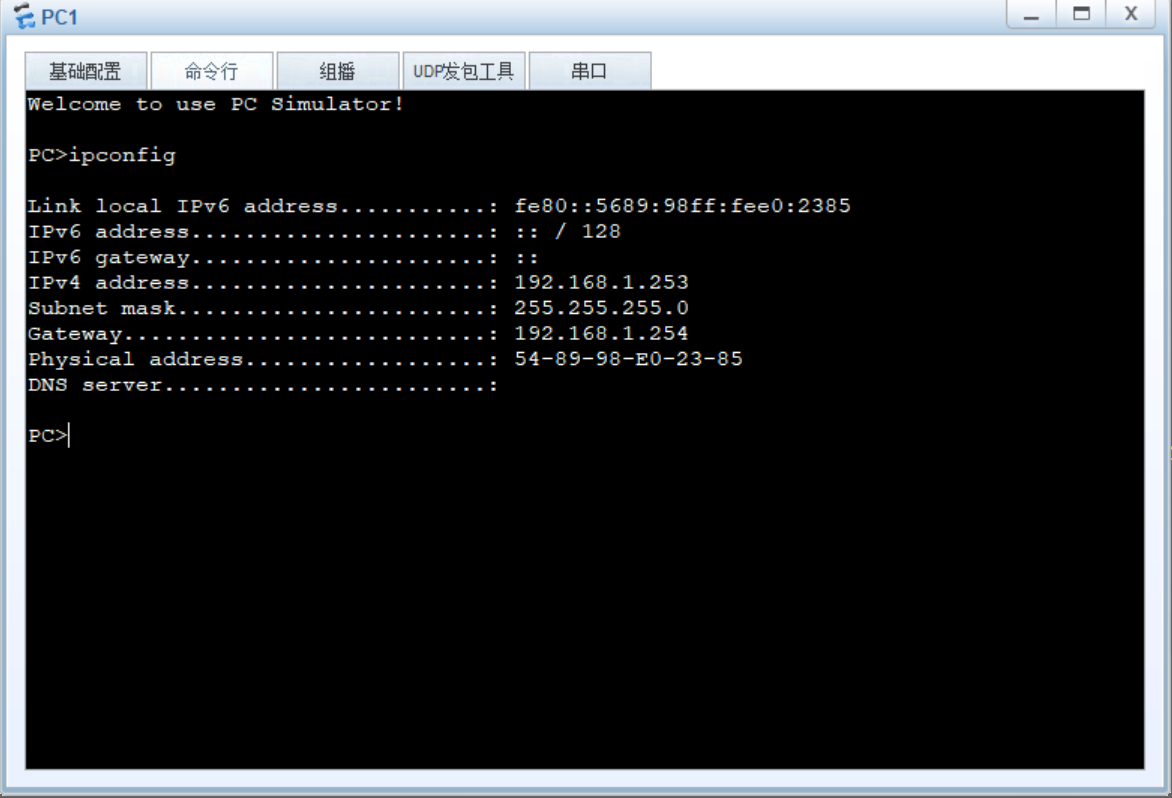 PC1
X
基础配置 命令行 组播 UDP发包工具 串口
Welcome to use PC Simulator!
PC>ipconfig
Link local IPv6 address...........: fe80::5689:98ff:fee0:2385
IPv6 address......................: :: / 128
IPv6 gateway......................: ::
IPv4 address......................: 192.168.1.253
Subnet mask.......................: 255.255.255.0
Gateway...........................: 192.168.1.254
Physical address..................: 54-89-98-E0-23-85
DNS server........................:
PC>